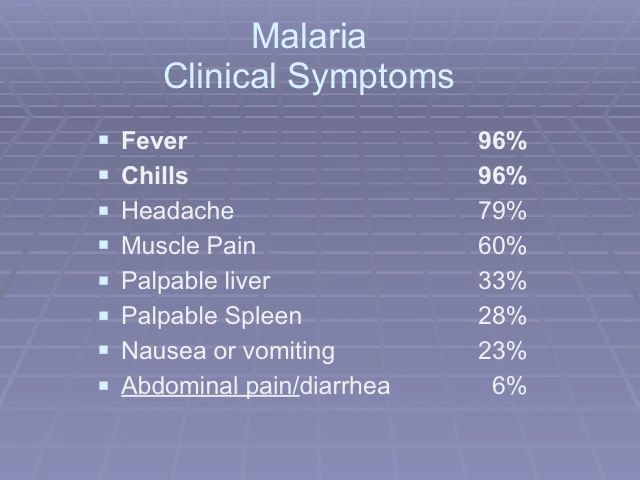 Malaria
Clinical Symptoms
Fever 96%
Chills 96%
Headache 79%
Muscle Pain 60%
Palpable liver 33%
Palpable Spleen 28%
Nausea or vomiting 23%
Abdominal pain/diarrhea 6%